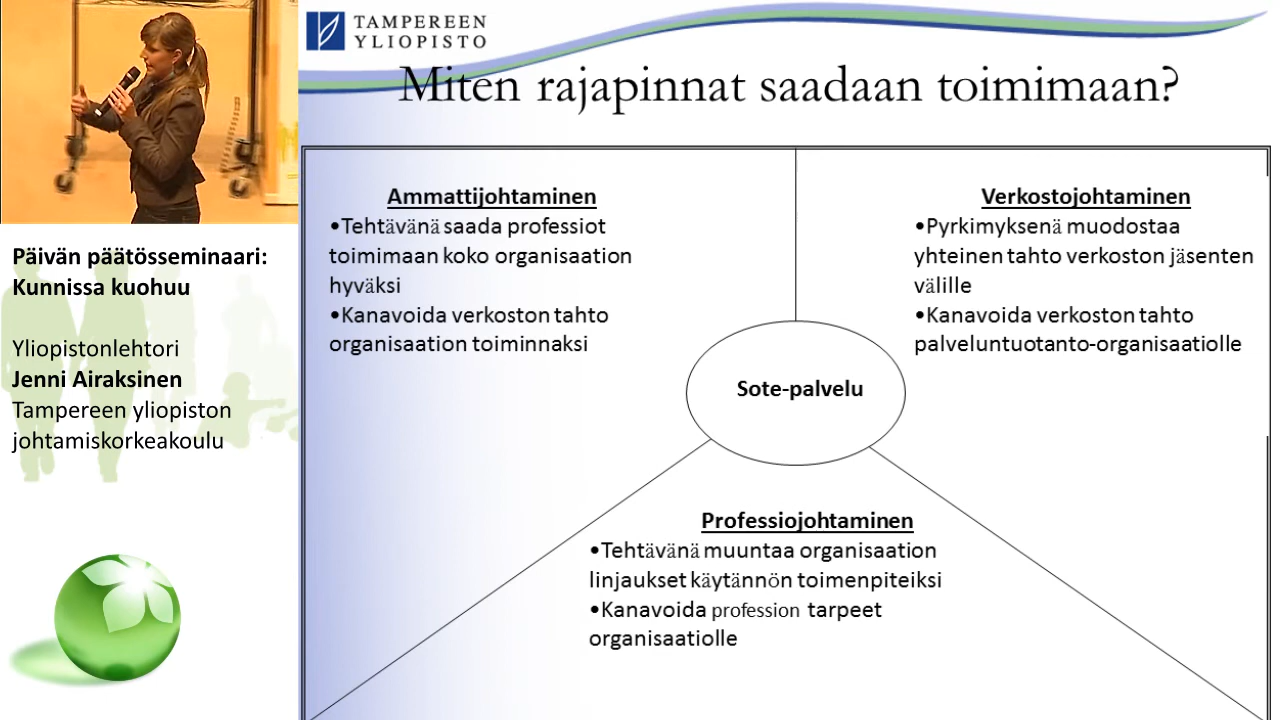 TAMPEREEN
YLIOPISTO
Miten rajapinnat saadaan toimimaan?
Päivän päätösseminaari:
Kunnissa kuohuu
Yliopistonlehtori
Jenni Airaksinen
Tampereen yliopiston
johtamiskorkeakoulu
Ammattijohtaminen
•Tehtävänä saada professiot
toimimaan koko organisaation
hyväksi
•Kanavoida verkoston tahto
organisaation toiminnaksi
Verkostojohtaminen
•Pyrkimyksenä muodostaa
yhteinen tahto verkoston jäsenten
välille
•Kanavoida verkoston tahto
palveluntuotanto-organisaatiolle
Sote-palvelu
Professiojohtaminen
•Tehtävänä muuntaa organisaation
linjaukset käytännön toimenpiteiksi
•Kanavoida profession tarpeet
organisaatiolle